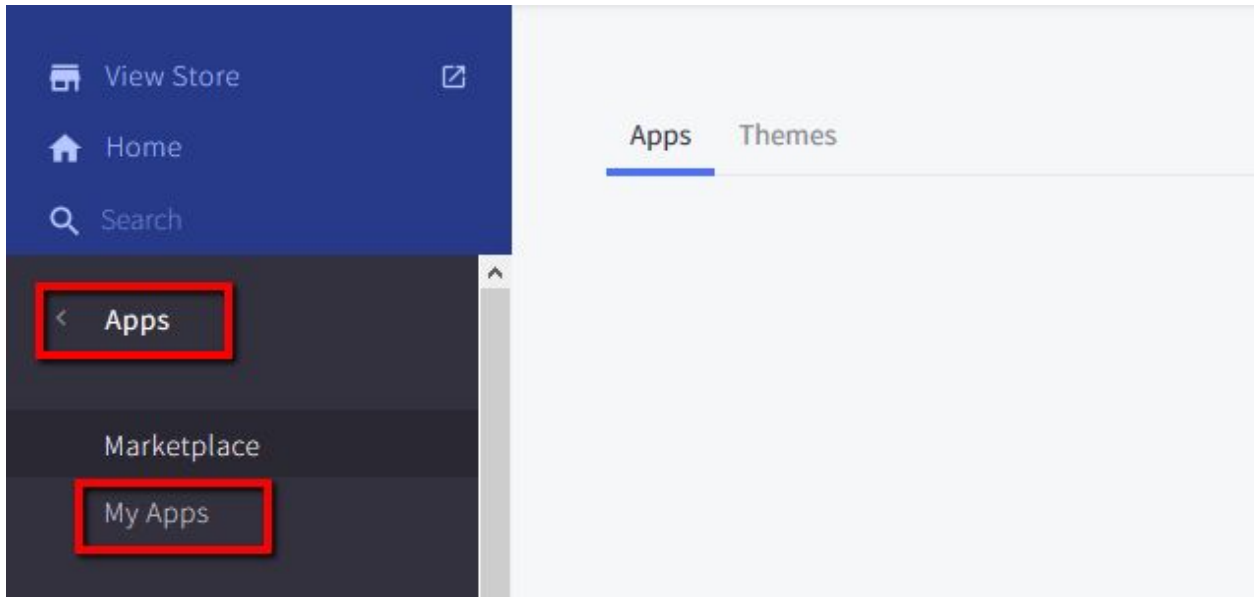 View Store
Home
Search
Apps
Marketplace
My Apps
Apps Themes